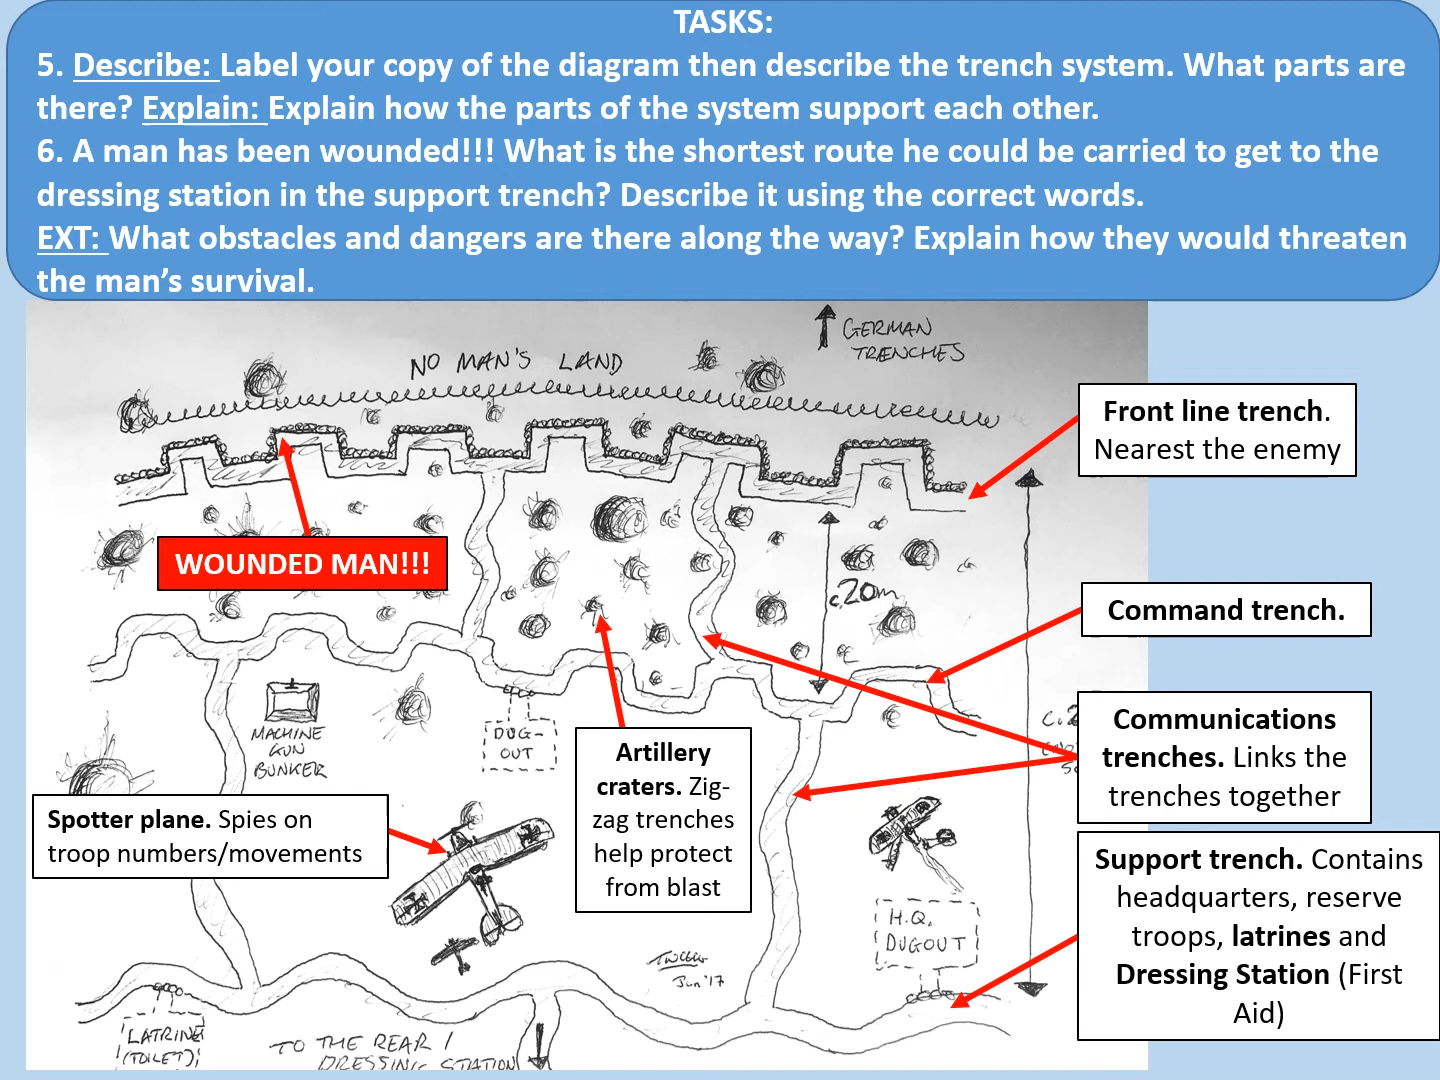 TASKS:
5. Describe: Label your copy of the diagram then describe the trench system. What parts are
there? Explain: Explain how the parts of the system support each other.
6. A man has been wounded!!! What is the shortest route he could be carried to get to the
dressing station in the support trench? Describe it using the correct words.
EXT: What obstacles and dangers are there along the way? Explain how they would threaten
the man’s survival.
GERMAN
TRENCHES
NO MAN'S LAND
Front line trench.
Nearest the enemy
WOUNDED MAN!!!
c.20m
Command trench.
MACHINE
GUN
BUNKER
DUG-
OUT
Artillery
craters. Zig-
zag trenches
help protect
from blast
Communications
trenches. Links the
trenches together
Spotter plane. Spies on
troop numbers/movements
Support trench. Contains
headquarters, reserve
troops, latrines and
Dressing Station (First
Aid)
H.Q.
DUGOUT
Jun '17
LATRINE
(TOILET)
TO THE REAR /
DRESSING STATION